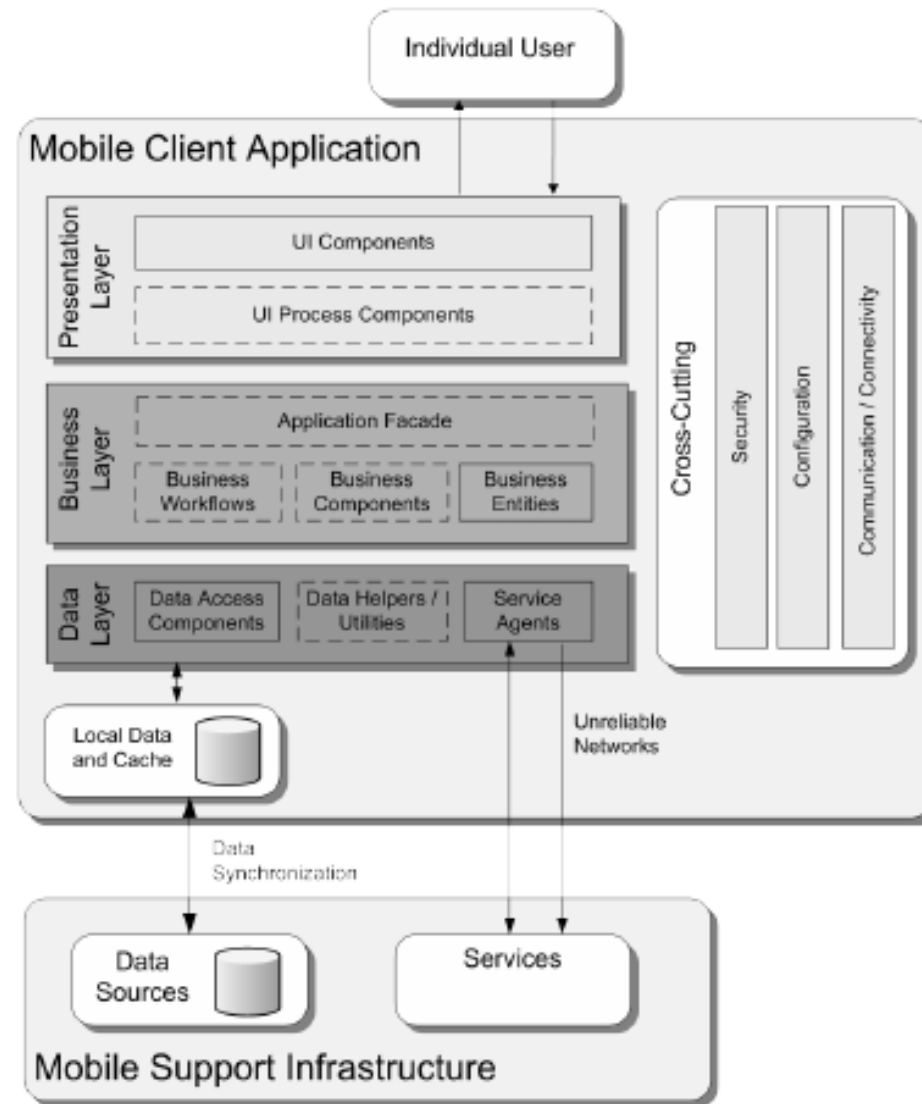 Individual User
Mobile Client Application
Presentation
Layer
UI Components
UI Process Components
Business
Layer
Application Facade
Business
Workflows
Business
Components
Business
Entities
Data
Layer
Data Access
Components
Data Helpers /
Utilities
Service
Agents
Cross-Cutting
Security
Configuration
Communication / Connectivity
Local Data
and Cache
Unreliable
Networks
Data
Synchronization
Data
Sources
Services
Mobile Support Infrastructure